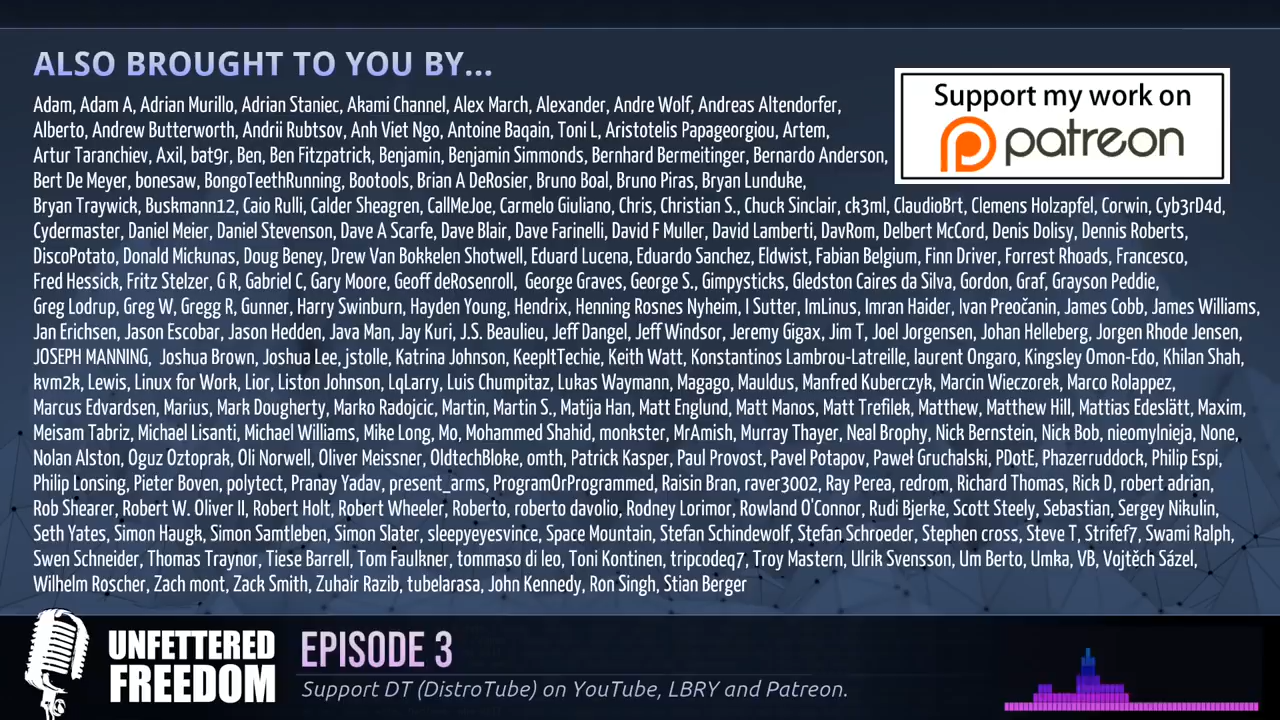 ALSO BROUGHT TO YOU BY...
Adam, Adam A, Adrian Murillo, Adrian Staniec, Akami Channel, Alex March, Alexander, Andre Wolf, Andreas Altendorfer,
Alberto, Andrew Butterworth, Andrii Rubtsov, Anh Viet Ngo, Antoine Baqain, Toni L, Aristotelis Papageorgiou, Artem,
Artur Taranchiev, Axil, bat9r, Ben, Ben Fitzpatrick, Benjamin, Benjamin Simmonds, Bernhard Bermeitinger, Bernardo Anderson,
Bert De Meyer, bonesaw, BongoTeethRunning, Bootools, Brian A DeRosier, Bruno Boal, Bruno Piras, Bryan Lunduke,
Bryan Traywick, Buskmann12, Caio Rulli, Calder Sheagren, CallMeJoe, Carmelo Giuliano, Chris, Christian S., Chuck Sinclair, ck3ml, ClaudioBrt, Clemens Holzapfel, Corwin, Cyb3rD4d,
Cydermaster, Daniel Meier, Daniel Stevenson, Dave A Scarfe, Dave Blair, Dave Farinelli, David F Muller, David Lamberti, DavRom, Delbert McCord, Denis Dolisy, Dennis Roberts,
DiscoPotato, Donald Mickunas, Doug Beney, Drew Van Bokkelen Shotwell, Eduard Lucena, Eduardo Sanchez, Eldwist, Fabian Belgium, Finn Driver, Forrest Rhoads, Francesco,
Fred Hessick, Fritz Stelzer, G R, Gabriel C, Gary Moore, Geoff deRosenroll, George Graves, George S., Gimpysticks, Gledston Caires da Silva, Gordon, Graf, Grayson Peddie,
Greg Lodrup, Greg W, Gregg R, Gunner, Harry Swinburn, Hayden Young, Hendrix, Henning Rosnes Nyheim, I Sutter, ImLinus, Imran Haider, Ivan Preočanin, James Cobb, James Williams,
Jan Erichsen, Jason Escobar, Jason Hedden, Java Man, Jay Kuri, J.S. Beaulieu, Jeff Dangel, Jeff Windsor, Jeremy Gigax, Jim T, Joel Jorgensen, Johan Helleberg, Jorgen Rhode Jensen,
JOSEPH MANNING, Joshua Brown, Joshua Lee, jstolle, Katrina Johnson, KeepItTechie, Keith Watt, Konstantinos Lambrou-Latreille, laurent Ongaro, Kingsley Omon-Edo, Khilan Shah,
kvm2k, Lewis, Linux for Work, Lior, Liston Johnson, LqLarry, Luis Chumpitaz, Lukas Waymann, Magago, Mauldus, Manfred Kuberczyk, Marcin Wieczorek, Marco Rolappez,
Marcus Edvardsen, Marius, Mark Dougherty, Marko Radojcic, Martin, Martin S., Matija Han, Matt Englund, Matt Manos, Matt Trefilek, Matthew, Matthew Hill, Mattias Edeslätt, Maxim,
Meisam Tabriz, Michael Lisanti, Michael Williams, Mike Long, Mo, Mohammed Shahid, monkster, MrAmish, Murray Thayer, Neal Brophy, Nick Bernstein, Nick Bob, nieomylnieja, None,
Nolan Alston, Oguz Oztoprak, Oli Norwell, Oliver Meissner, OldtechBloke, omth, Patrick Kasper, Paul Provost, Pavel Potapov, Paweł Gruchalski, PDotE, Phazerruddock, Philip Espi,
Philip Lonsing, Pieter Boven, polytect, Pranay Yadav, present_arms, ProgramOrProgrammed, Raisin Bran, raver3002, Ray Perea, redrom, Richard Thomas, Rick D, robert adrian,
Rob Shearer, Robert W. Oliver II, Robert Holt, Robert Wheeler, Roberto, roberto davolio, Rodney Lorimor, Rowland O'Connor, Rudi Bjerke, Scott Steely, Sebastian, Sergey Nikulin,
Seth Yates, Simon Haugk, Simon Samtleben, Simon Slater, sleepyeyesvince, Space Mountain, Stefan Schindewolf, Stefan Schroeder, Stephen cross, Steve T, Strifef7, Swami Ralph,
Swen Schneider, Thomas Traynor, Tiese Barrell, Tom Faulkner, tommaso di leo, Toni Kontinen, tripcodeq7, Troy Mastern, Ulrik Svensson, Um Berto, Umka, VB, Vojtěch Sázel,
Wilhelm Roscher, Zach mont, Zack Smith, Zuhair Razib, tubelarasa, John Kennedy, Ron Singh, Stian Berger
Support my work on
patreon
UNFETTERED
FREEDOM
EPISODE 3
Support DT (DistroTube) on YouTube, LBRY and Patreon.